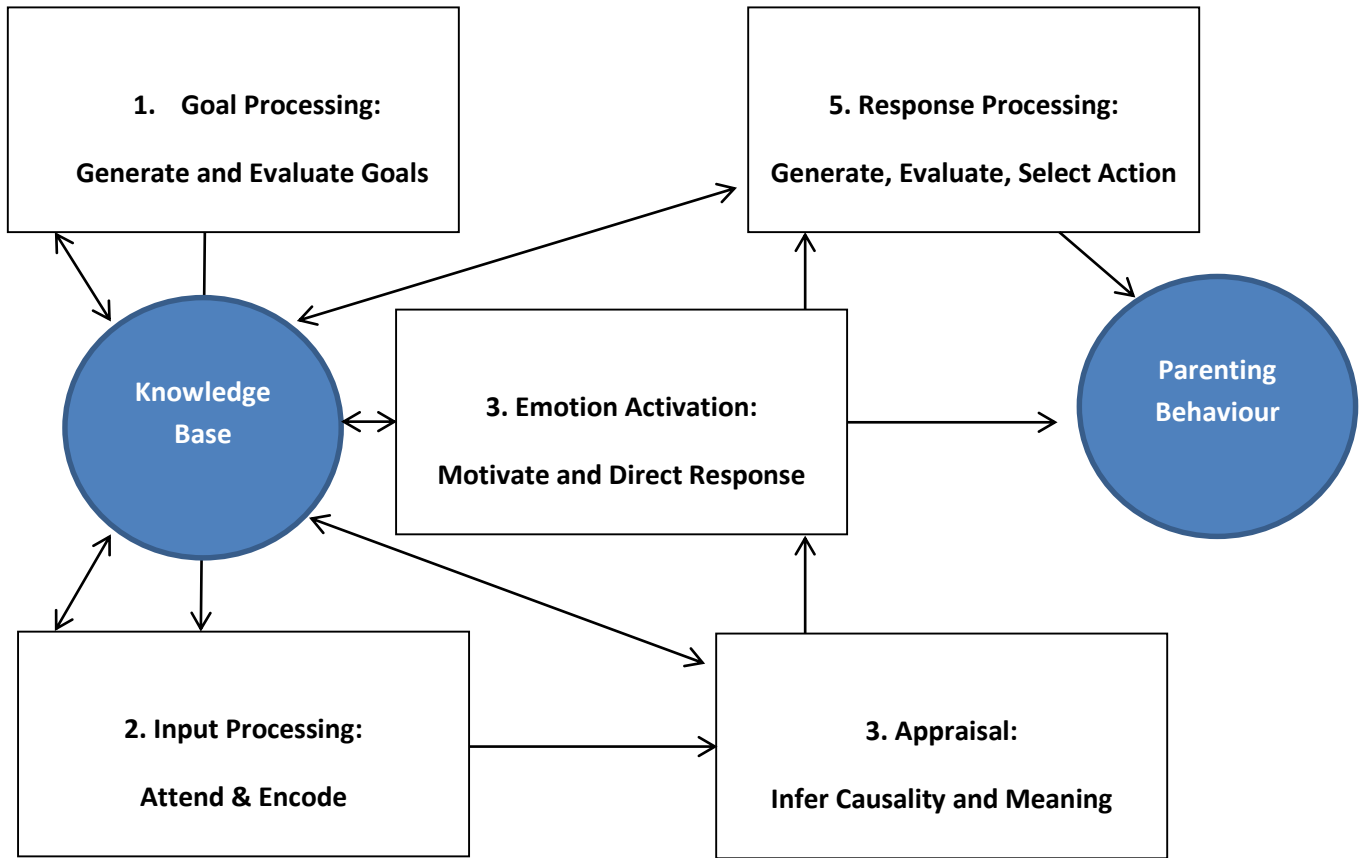 1. Goal Processing:
Generate and Evaluate Goals
5. Response Processing:
Generate, Evaluate, Select Action
Knowledge
Base
3. Emotion Activation:
Motivate and Direct Response
Parenting
Behaviour
2. Input Processing:
Attend & Encode
3. Appraisal:
Infer Causality and Meaning